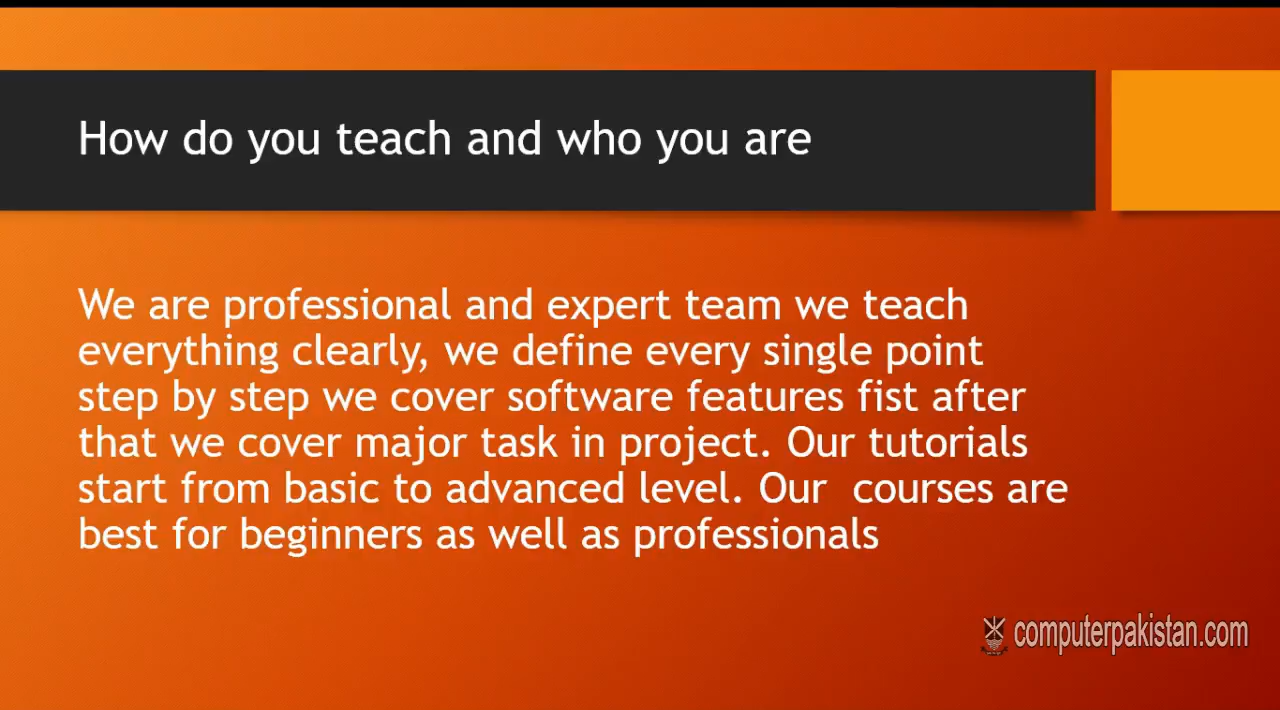 How do you teach and who you are
We are professional and expert team we teach
everything clearly, we define every single point
step by step we cover software features fist after
that we cover major task in project. Our tutorials
start from basic to advanced level. Our  courses are
best for beginners as well as professionals
computerpakistan.com